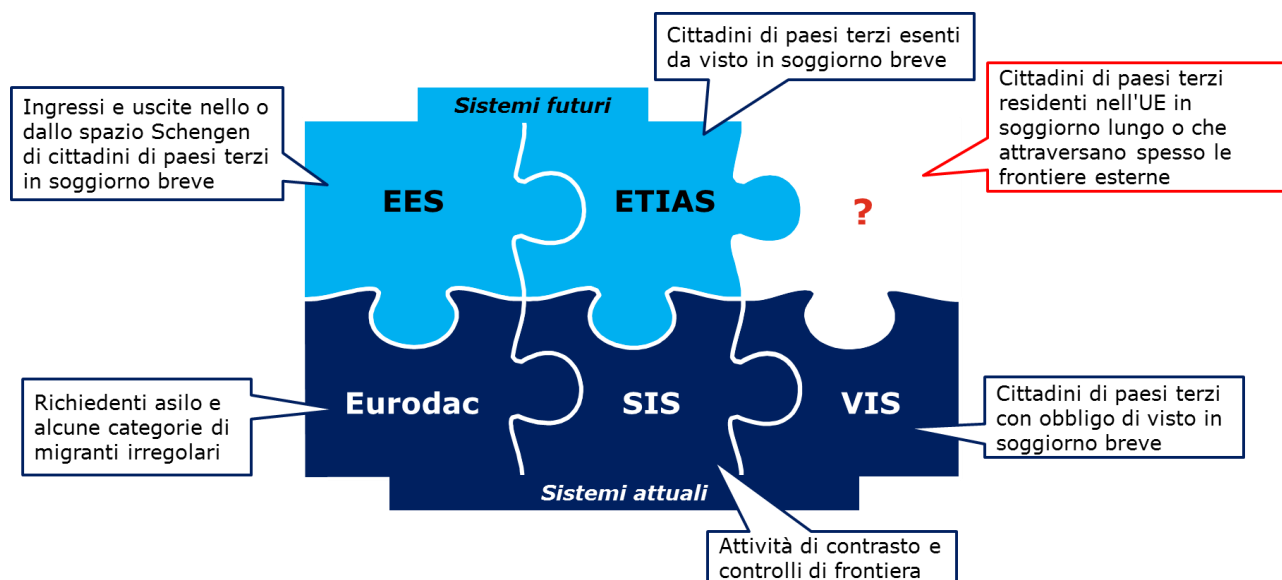 Cittadini di paesi terzi esenti
da visto in soggiorno breve
Cittadini di paesi terzi
residenti nell'UE in
soggiorno lungo o che
attraversano spesso le
frontiere esterne
Ingressi e uscite nello o
dallo spazio Schengen
di cittadini di paesi terzi
in soggiorno breve
Sistemi futuri
EES
ETIAS
?
Eurodac
SIS
VIS
Richiedenti asilo e
alcune categorie di
migranti irregolari
Cittadini di paesi terzi
con obbligo di visto in
soggiorno breve
Sistemi attuali
Attività di contrasto e
controlli di frontiera